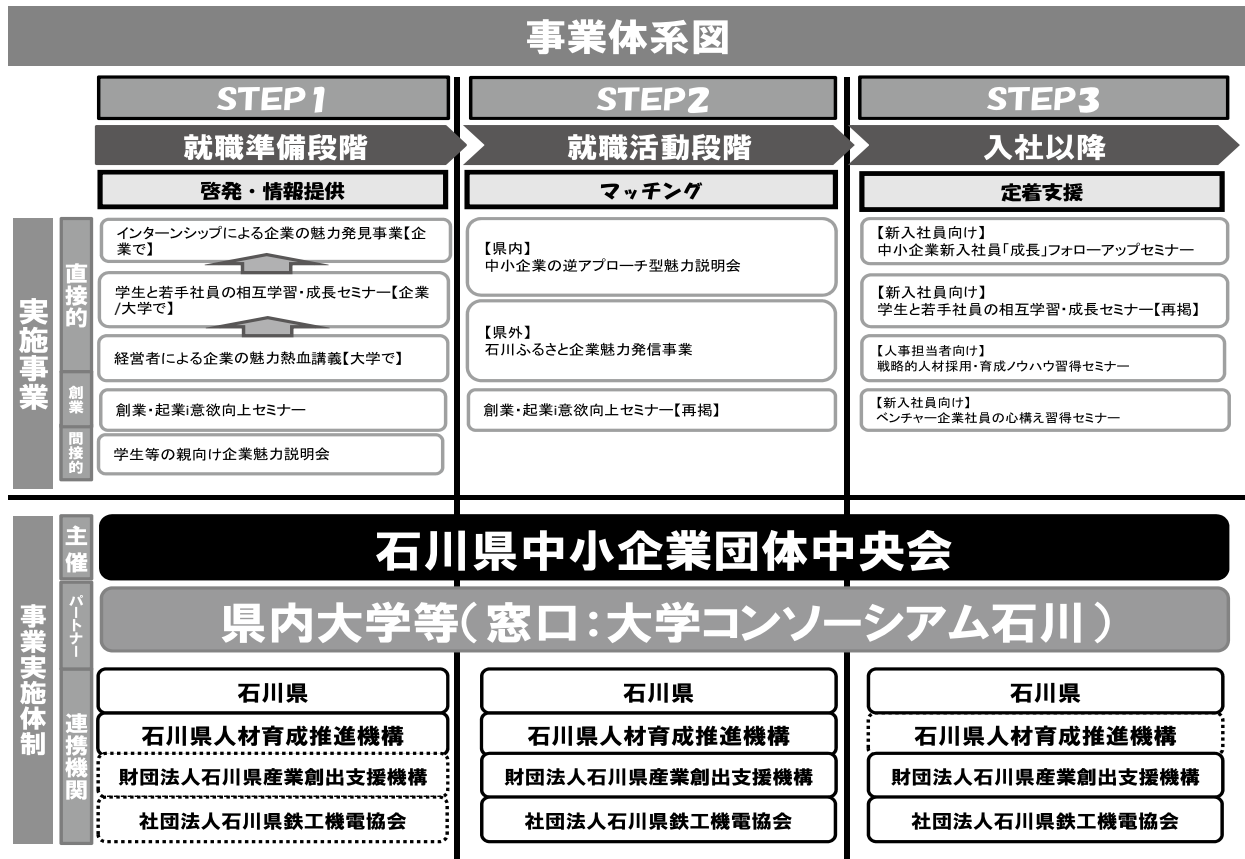 事業体系図
STEP1
STEP2
STEP3
就職準備段階
就職活動段階
入社以降
啓発・情報提供
マッチング
定着支援
実施事業
直接的
創業
間接的
インターンシップによる企業の魅力発見事業【企
業で】
学生と若手社員の相互学習・成長セミナー【企業
/大学で】
経営者による企業の魅力熱血講義【大学で】
創業・起業i意欲向上セミナー
学生等の親向け企業魅力説明会
【県内】
中小企業の逆アプローチ型魅力説明会
【県外】
石川ふるさと企業魅力発信事業
創業・起業i意欲向上セミナー【再掲】
【新入社員向け】
中小企業新入社員「成長」フォローアップセミナー
【新入社員向け】
学生と若手社員の相互学習・成長セミナー【再掲】
【人事担当者向け】
戦略的人材採用・育成ノウハウ習得セミナー
【新入社員向け】
ベンチャー企業社員の心構え習得セミナー
事業実施体制
主催
石川県中小企業団体中央会
パートナー
県内大学等(窓口:大学コンソーシアム石川)
連携機関
石川県
石川県人材育成推進機構
財団法人石川県産業創出支援機構
社団法人石川県鉄工機電協会
石川県
石川県人材育成推進機構
財団法人石川県産業創出支援機構
社団法人石川県鉄工機電協会
石川県
石川県人材育成推進機構
財団法人石川県産業創出支援機構
社団法人石川県鉄工機電協会